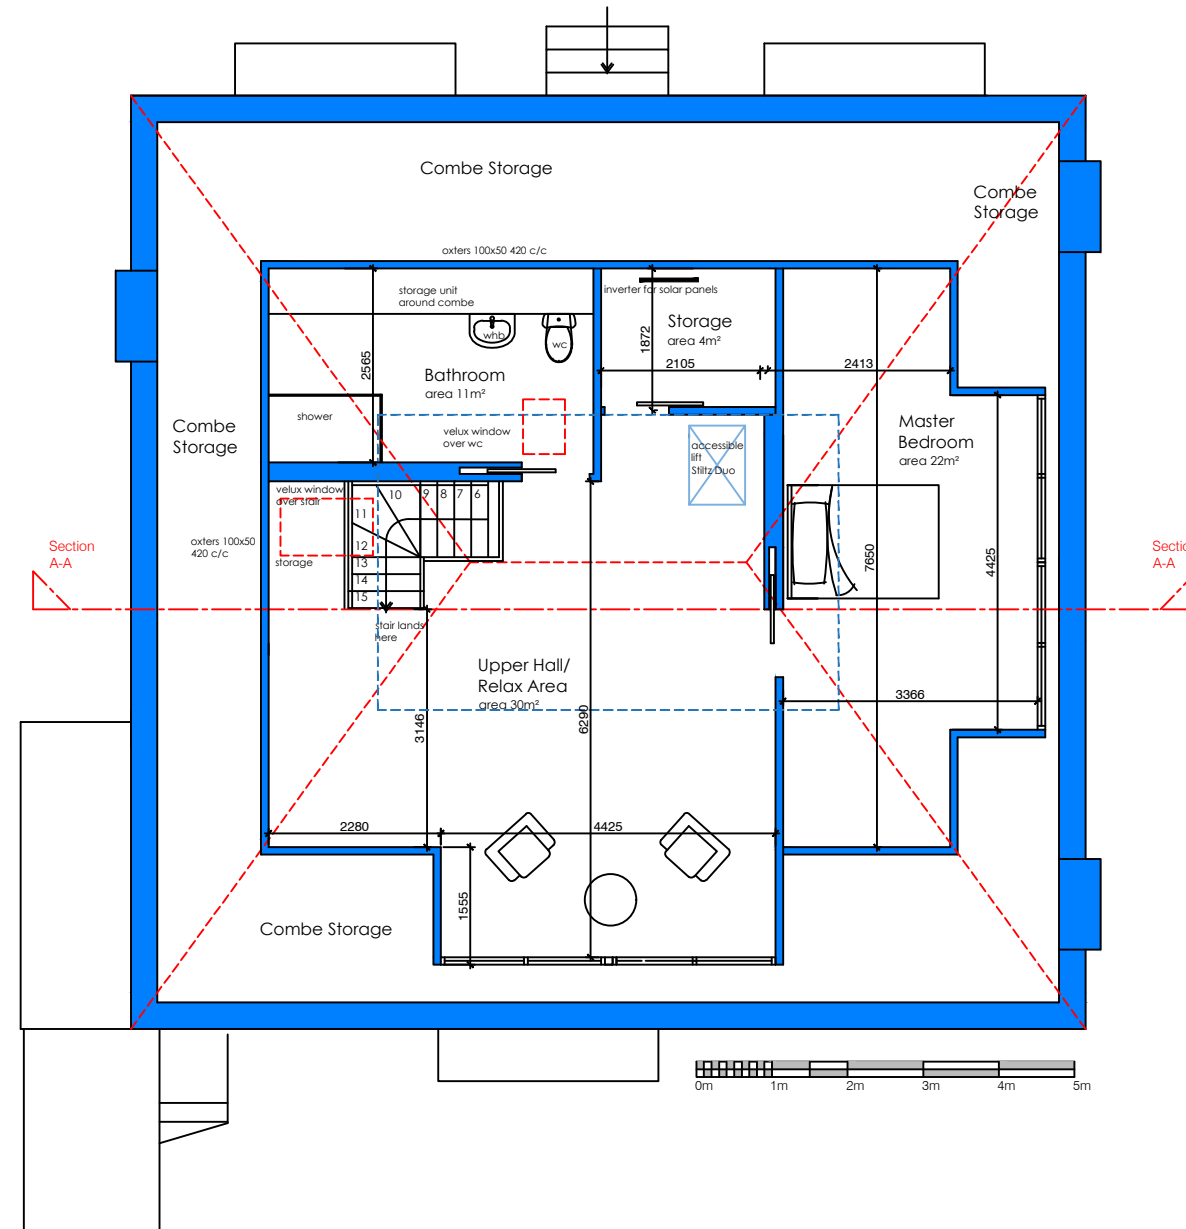 Combe Storage
Combe
Storage
oxters 100x50 420 c/c
storage unit
around combe
inverter for solar panels
whb
wc
Storage
area 4m²
1872
2565
2105
2413
Bathroom
area 11m²
shower
velux window
over wc
Combe
Storage
accessible
lift
Stiltz Duo
Master
Bedroom
area 22m²
velux window
over stair
10
9
8
7
6
11
12
13
14
15
storage
oxters 100x50
420 c/c
Section
A-A
Sectio
A-A
7650
4425
stair lands
here
Upper Hall/
Relax Area
area 30m²
3146
6290
3366
2280
4425
1555
Combe Storage
0m
1m
2m
3m
4m
5m